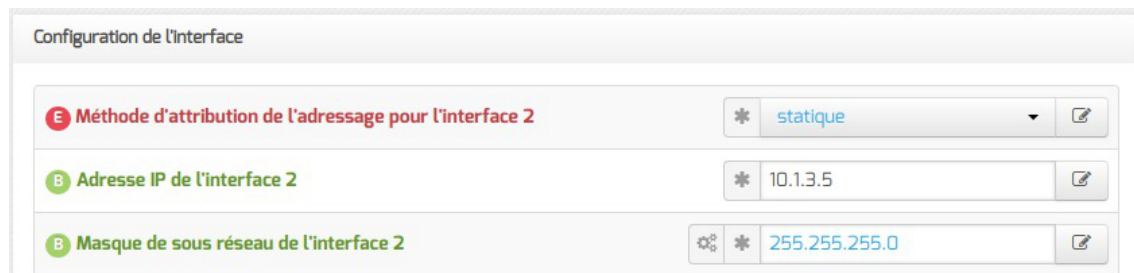 Configuration de l'interface
E Méthode d'attribution de l'adressage pour l'interface 2 statique
B Adresse IP de l'interface 2 10.1.3.5
B Masque de sous réseau de l'interface 2 255.255.255.0